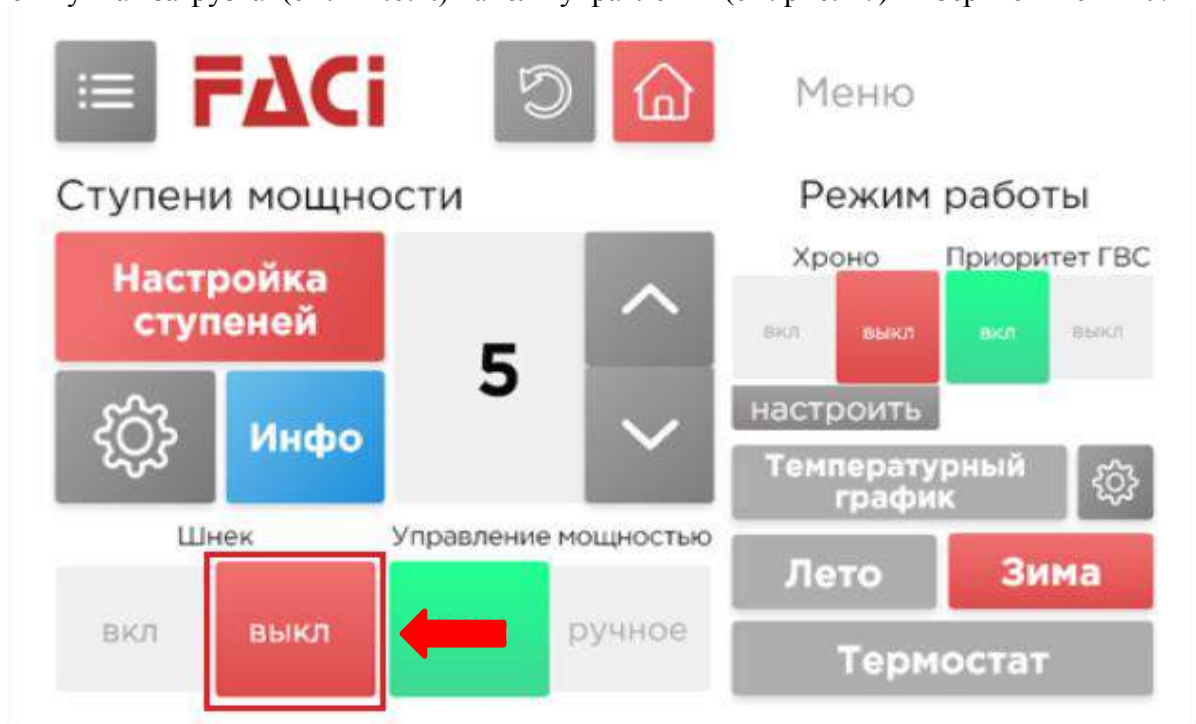 FACi
Меню
Ступени мощности
Режим работы
Настройка
ступеней
5
Хроно
Приоритет ГВС
вкл
выкл
вкл
выкл
настроить
Инфо
Температурный
график
Шнек
Управление мощностью
Лето
Зима
вкл
выкл
ручное
Термостат